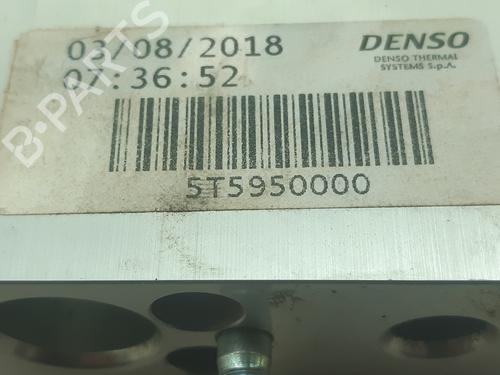 03/08/2018
07:36:52
DENSO
DENSO THERMAL
SYSTEMS S.p.A.
5T5950000
B-PARTS